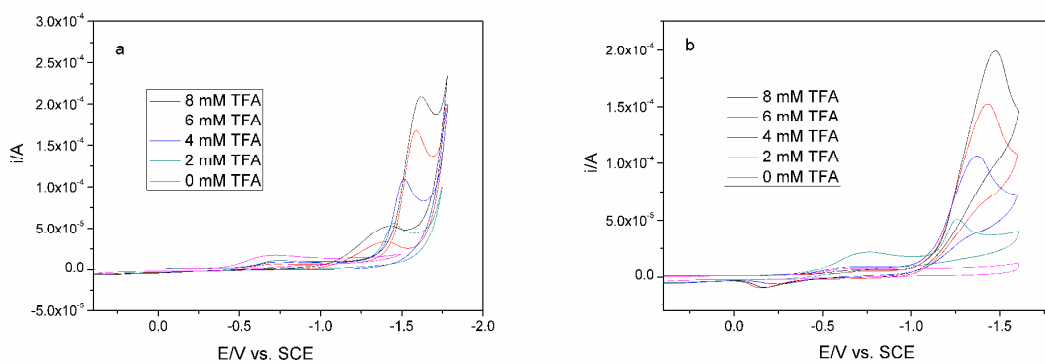 a
8 mM TFA
6 mM TFA
4 mM TFA
2 mM TFA
0 mM TFA
3.0x10-4
2.5x10-4
2.0x10-4
1.5x10-4
1.0x10-4
5.0x10-5
0.0
-5.0x10-5
i/A
0.0
-0.5
-1.0
-1.5
-2.0
E/V vs. SCE
b
8 mM TFA
6 mM TFA
4 mM TFA
2 mM TFA
0 mM TFA
2.0x10-4
1.5x10-4
1.0x10-4
5.0x10-5
0.0
i/A
0.0
-0.5
-1.0
-1.5
E/V vs. SCE